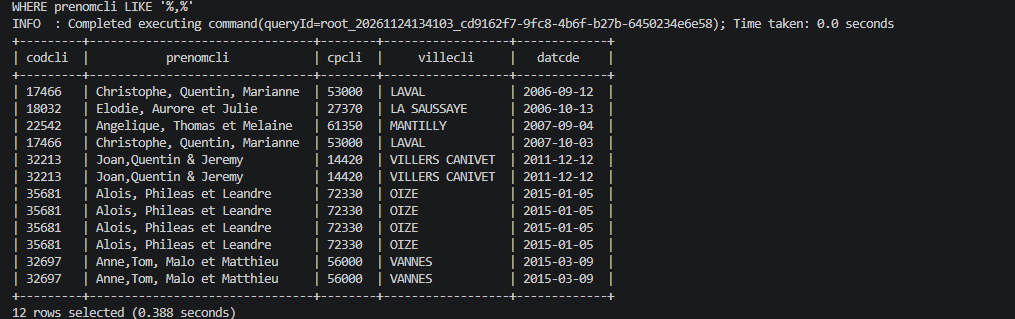 WHERE prenomcli LIKE '%,%'
INFO  : Completed executing command(queryId=root_20261124134103_cd9162f7-9fc8-4b6f-b27b-6450234e6e58); Time taken: 0.0 seconds
+---------+------------------------------+--------+------------------+-------------+
| codcli  |          prenomcli           | cpcli  |     villecli     |   datcde    |
+---------+------------------------------+--------+------------------+-------------+
| 17466   | Christophe, Quentin, Marianne  | 53000  | LAVAL            | 2006-09-12  |
| 18032   | Elodie, Aurore et Julie      | 27370  | LA SAUSSAYE      | 2006-10-13  |
| 22542   | Angelique, Thomas et Melaine  | 61350  | MANTILLY         | 2007-09-04  |
| 17466   | Christophe, Quentin, Marianne  | 53000  | LAVAL            | 2007-10-03  |
| 32213   | Joan,Quentin & Jeremy        | 14420  | VILLERS CANIVET  | 2011-12-12  |
| 32213   | Joan,Quentin & Jeremy        | 14420  | VILLERS CANIVET  | 2011-12-12  |
| 35681   | Alois, Phileas et Leandre    | 72330  | OIZE             | 2015-01-05  |
| 35681   | Alois, Phileas et Leandre    | 72330  | OIZE             | 2015-01-05  |
| 35681   | Alois, Phileas et Leandre    | 72330  | OIZE             | 2015-01-05  |
| 35681   | Alois, Phileas et Leandre    | 72330  | OIZE             | 2015-01-05  |
| 32697   | Anne,Tom, Malo et Matthieu   | 56000  | VANNES           | 2015-03-09  |
| 32697   | Anne,Tom, Malo et Matthieu   | 56000  | VANNES           | 2015-03-09  |
+---------+------------------------------+--------+------------------+-------------+
12 rows selected (0.388 seconds)